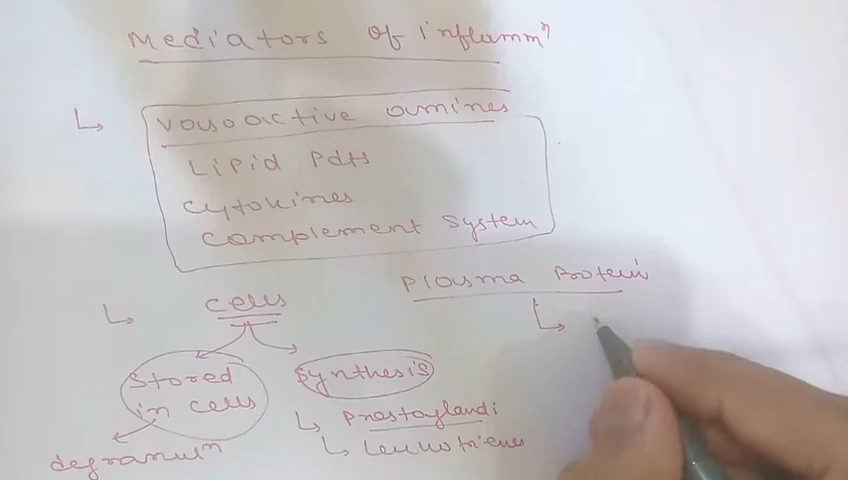 Mediators of inflammⁿ
vasoactive amines
Lipid Pdts
cytokines
complement system
cells
Plasma Protein
stored in cells
degranulⁿ
synthesis
Prostaglandi
Leukotrienes